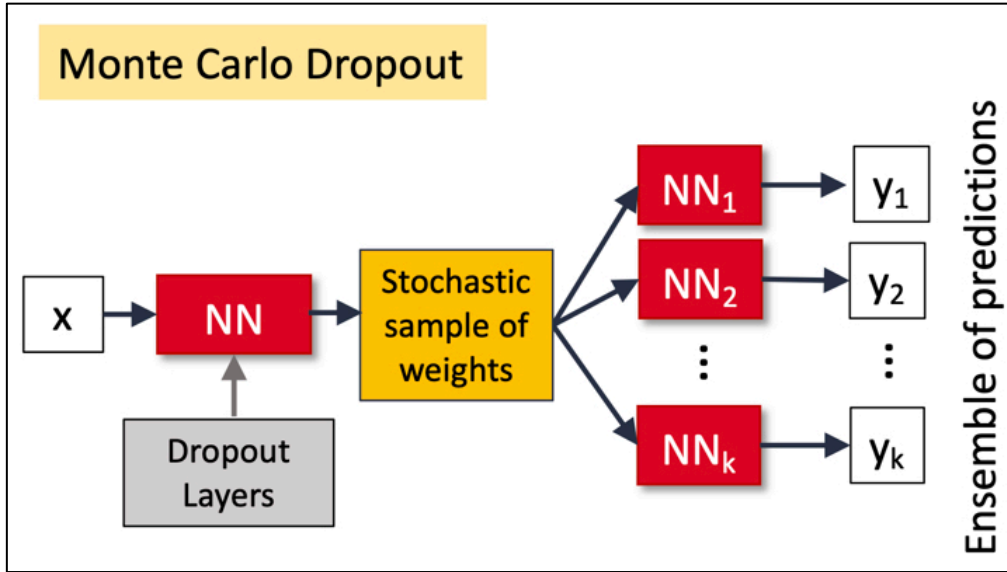 Monte Carlo Dropout
x
NN
Dropout
Layers
Stochastic
sample of
weights
NN₁
y₁
NN₂
y₂
⋮
⋮
NNₖ
yₖ
Ensemble of predictions